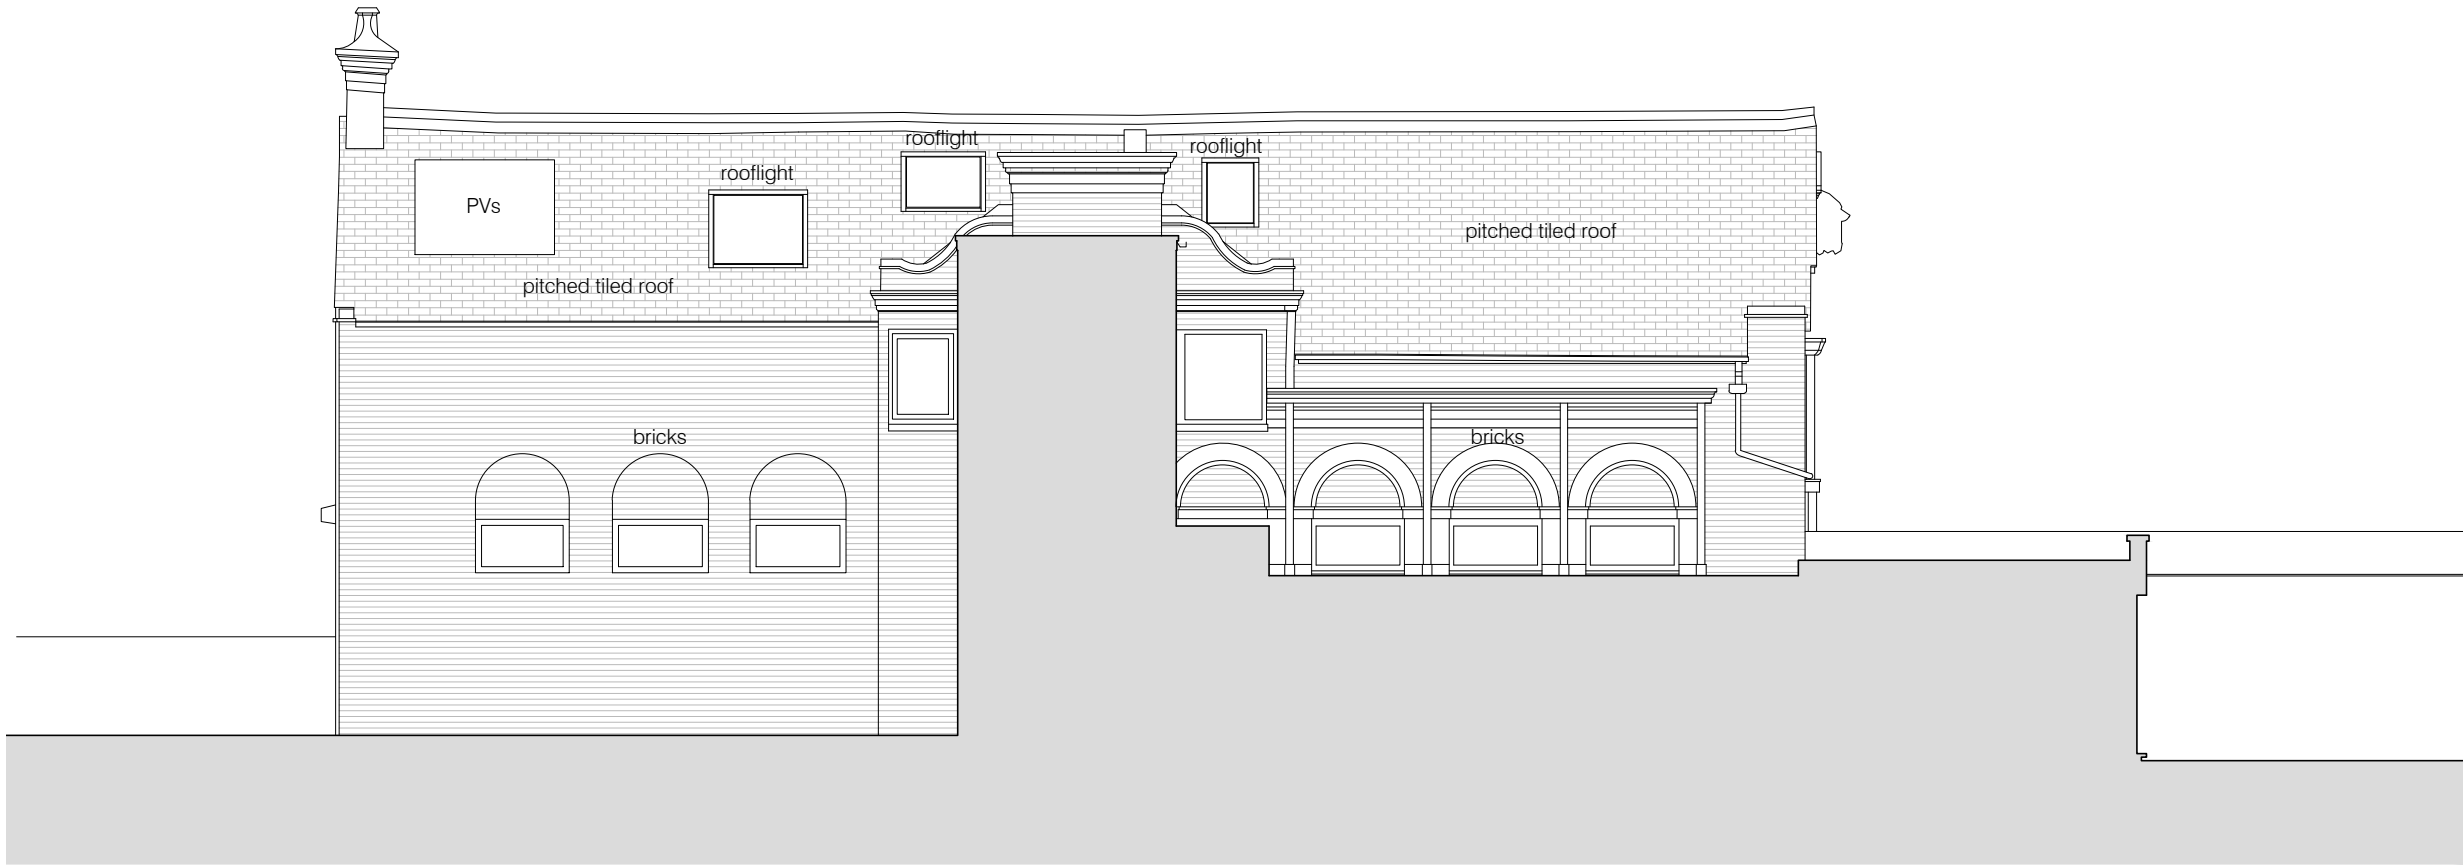 rooflight
rooflight
rooflight
PVs
pitched tiled roof
pitched tiled roof
bricks
bricks